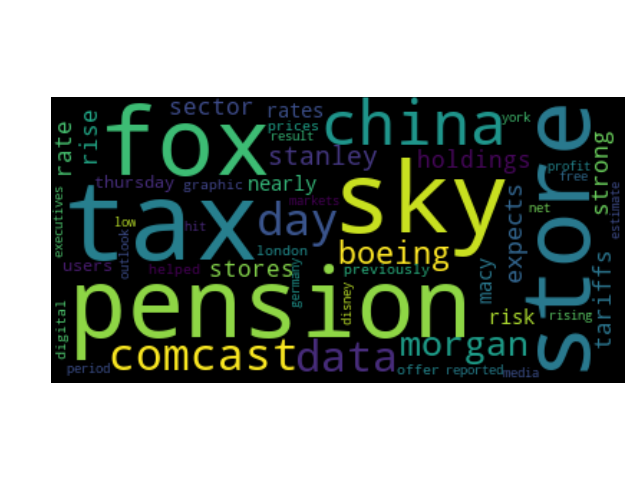 sector rates
fox china york
rate rise prices
result
stanley holdings
thursday graphic nearly
tax sky store
profit
free
strong
estimate
markets
net
executives
low
hit
day
expects
outlook
london
boeing
users
helped
stores
previously
germany
macy
tariffs
pension
disney
digital
risk rising
comcast data morgan
period
offer reported media